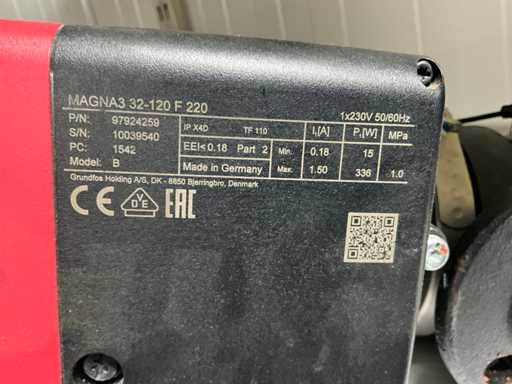 MAGNA3 32-120 F 220
1x230V 50/60Hz
P/N: 97924259
S/N: 10039540
PC: 1542
Model: B
IP X4D TF 110 I₁[A] P₁[W] MPa
EEI<0.18 Part 2 Min. 0.18 15
Made in Germany Max. 1.50 336 1.0
Grundfos Holding A/S, DK - 8850 Bjerringbro, Denmark
CE VDE EAC